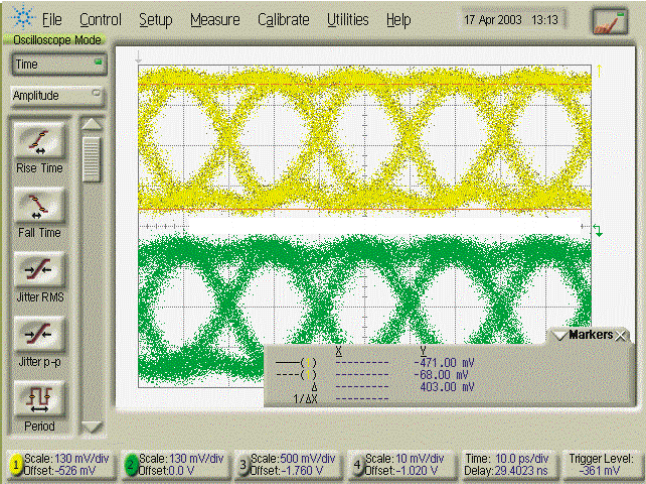 File Control Setup Measure Calibrate Utilities Help 17 Apr 2003 13:13
Oscilloscope Mode
Time
Amplitude
Rise Time
Fall Time
Jitter RMS
Jitter p-p
Period
Markers
X Y
—(1) --------- -471.00 mV
----(1) --------- -68.00 mV
Δ --------- 403.00 mV
1/ΔX ---------
1 Scale: 130 mV/div
Offset:-526 mV
2 Scale: 130 mV/div
Offset:0.0 V
3 Scale:500 mV/div
Offset:-1.760 V
4 Scale:10 mV/div
Offset:-1.020 V
Time: 10.0 ps/div
Delay:29.4023 ns
Trigger Level:
-361 mV